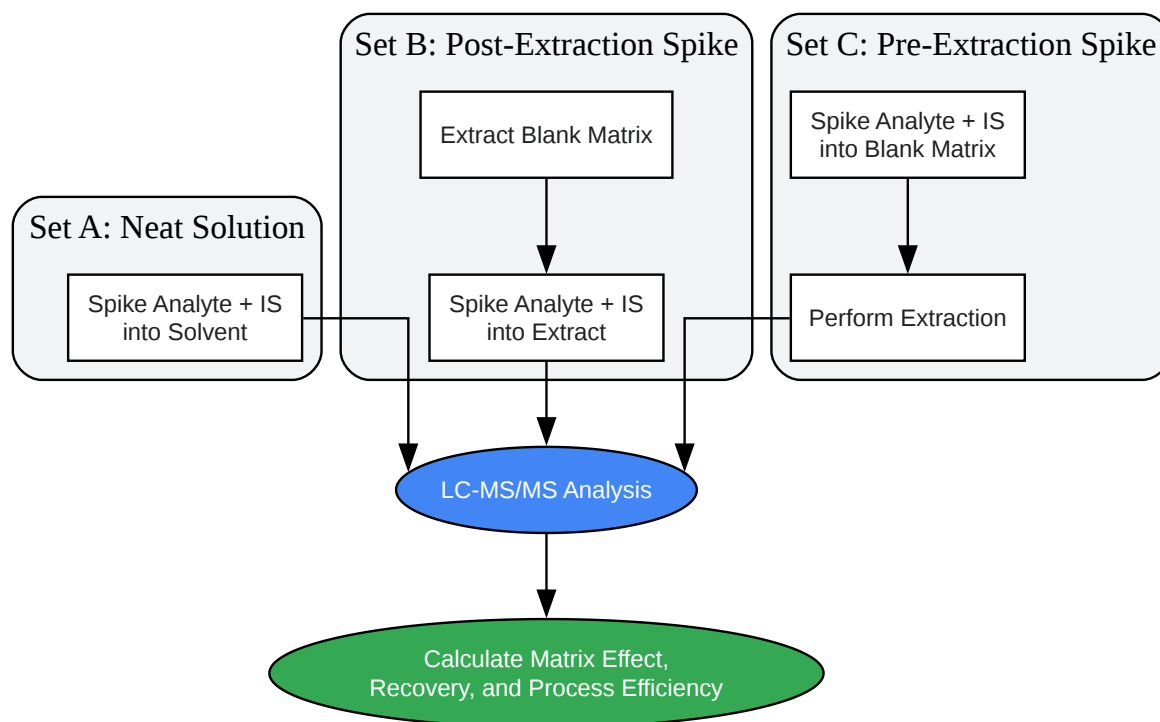 Set B: Post-Extraction Spike
Extract Blank Matrix
Spike Analyte + IS
into Extract
Set C: Pre-Extraction Spike
Spike Analyte + IS
into Blank Matrix
Perform Extraction
Set A: Neat Solution
Spike Analyte + IS
into Solvent
LC-MS/MS Analysis
Calculate Matrix Effect,
Recovery, and Process Efficiency